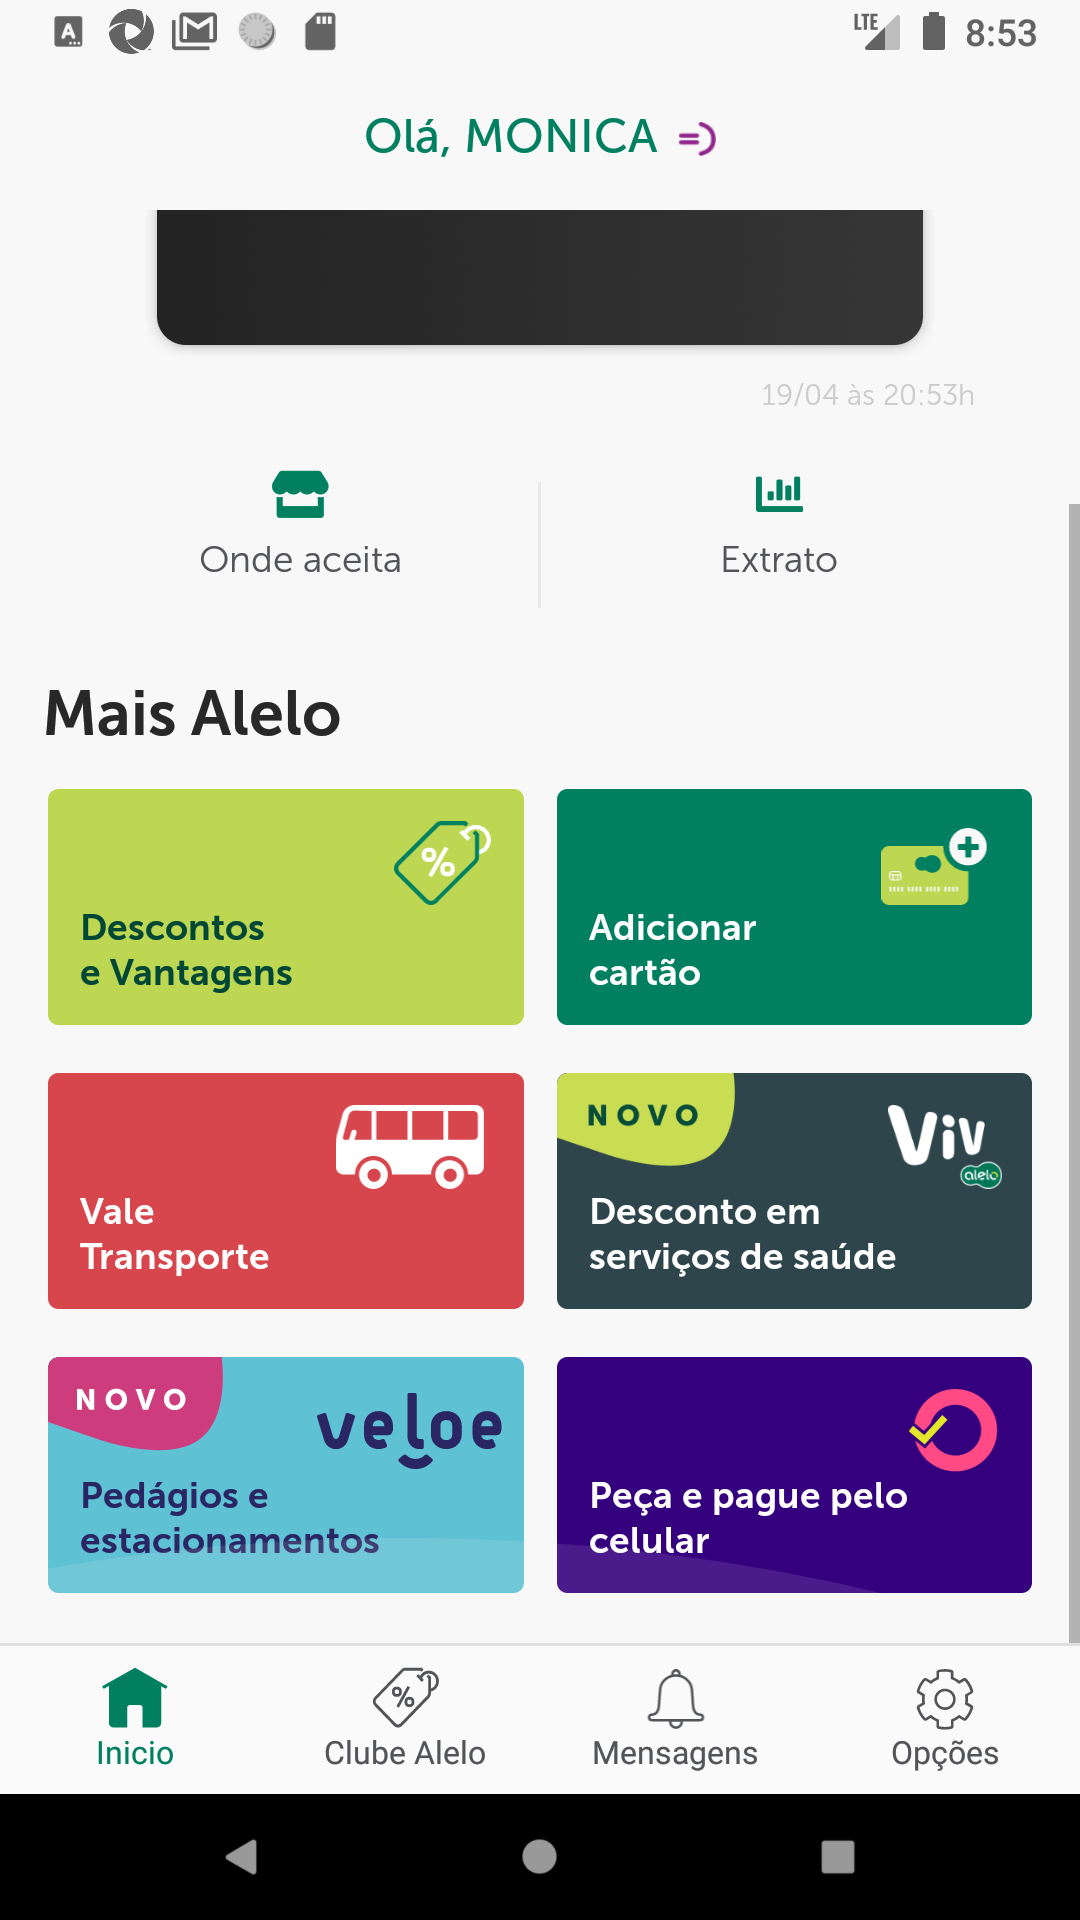 LTE 8:53
Olá, MONICA =)
19/04 às 20:53h
Onde aceita
Extrato
Mais Alelo
%
Descontos
e Vantagens
Adicionar
cartão
Vale
Transporte
NOVO
Viv
alelo
Desconto em
serviços de saúde
NOVO
veloe
Pedágios e
estacionamentos
Peça e pague pelo
celular
Inicio
Clube Alelo
Mensagens
Opções